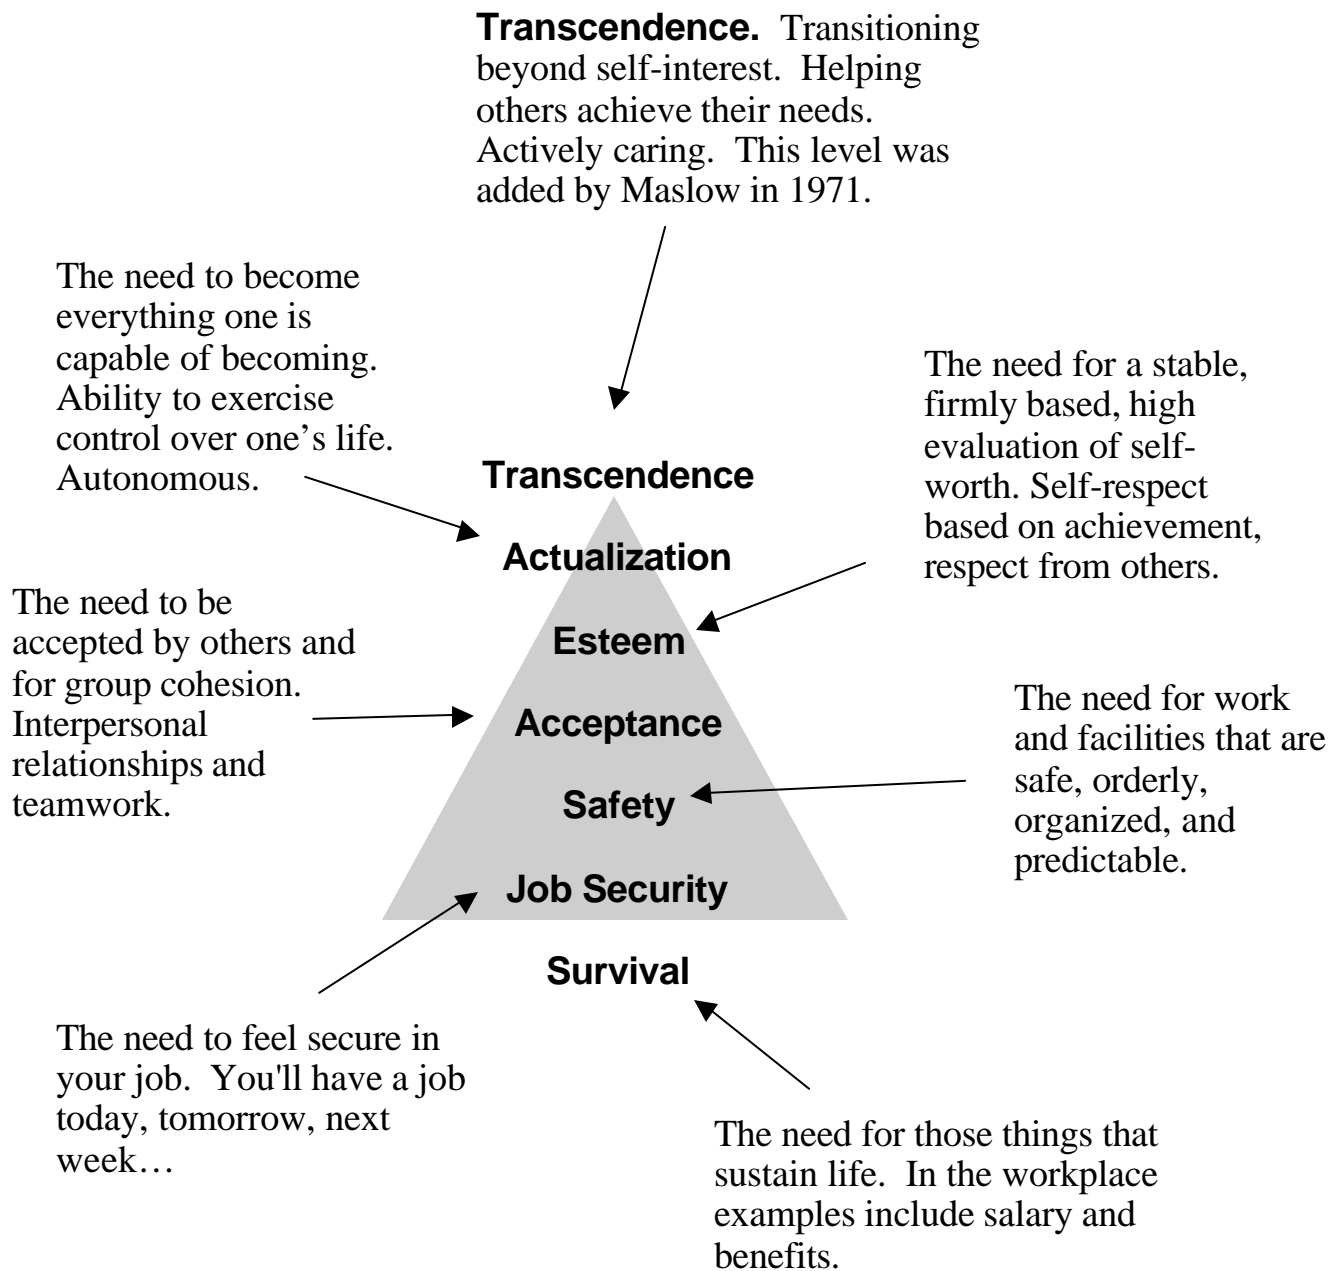 Transcendence. Transitioning
beyond self-interest. Helping
others achieve their needs.
Actively caring. This level was
added by Maslow in 1971.
The need to become
everything one is
capable of becoming.
Ability to exercise
control over one’s life.
Autonomous.
The need for a stable,
firmly based, high
evaluation of self-
worth. Self-respect
based on achievement,
respect from others.
Transcendence
Actualization
Esteem
Acceptance
Safety
Job Security
Survival
The need to be
accepted by others and
for group cohesion.
Interpersonal
relationships and
teamwork.
The need for work
and facilities that are
safe, orderly,
organized, and
predictable.
The need to feel secure in
your job. You'll have a job
today, tomorrow, next
week…
The need for those things that
sustain life. In the workplace
examples include salary and
benefits.